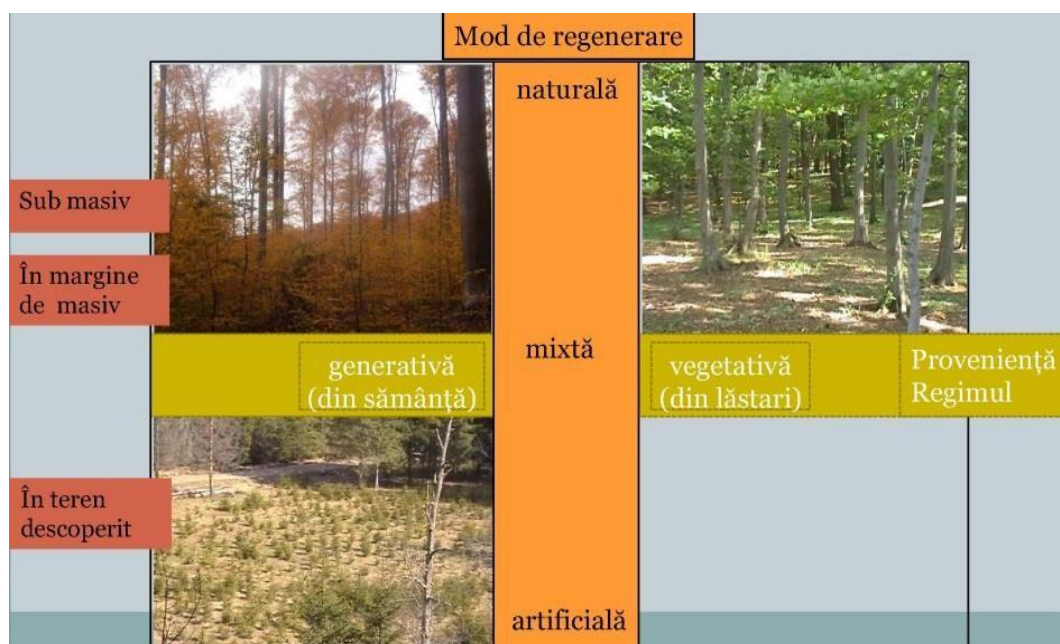 Mod de regenerare
naturală
Sub masiv
În margine
de masiv
mixtă
generativă
(din sămânță)
vegetativă
(din lăstari)
Proveniență
Regimul
În teren
descoperit
artificială